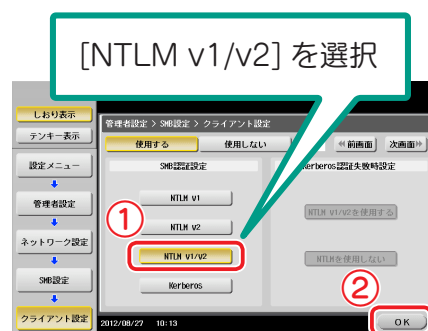 [NTLM v1/v2] を選択
しおり表示
テンキー表示
設定メニュー
管理者設定
ネットワーク設定
SMB設定
クライアント設定
管理者設定 > SMB設定 > クライアント設定
使用する
使用しない
前画面
次画面
SMB認証設定
Kerberos認証失敗時設定
NTLM v1
NTLM v2
NTLM v1/v2
Kerberos
NTLM v1/v2を使用する
NTLMを使用しない
①
②
2012/08/27 10:13
OK